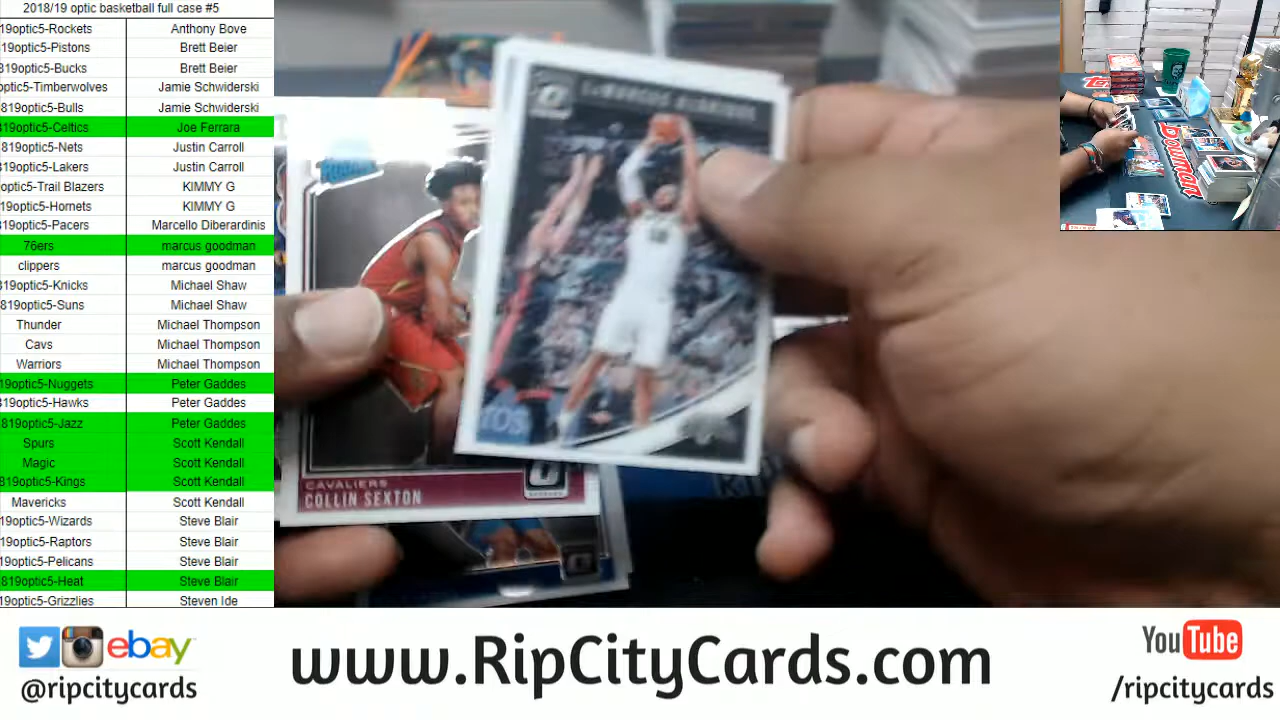 2018/19 optic basketball full case #5
19optic5-Rockets Anthony Bove
19optic5-Pistons Brett Beier
819optic5-Bucks Brett Beier
optic5-Timberwolves Jamie Schwiderski
819optic5-Bulls Jamie Schwiderski
819optic5-Celtics Joe Ferrara
819optic5-Nets Justin Carroll
819optic5-Lakers Justin Carroll
optic5-Trail Blazers KIMMY G
19optic5-Hornets KIMMY G
19optic5-Pacers Marcello Diberardinis
76ers marcus goodman
clippers marcus goodman
819optic5-Knicks Michael Shaw
819optic5-Suns Michael Shaw
Thunder Michael Thompson
Cavs Michael Thompson
Warriors Michael Thompson
19optic5-Nuggets Peter Gaddes
819optic5-Hawks Peter Gaddes
819optic5-Jazz Peter Gaddes
Spurs Scott Kendall
Magic Scott Kendall
819optic5-Kings Scott Kendall
Mavericks Scott Kendall
19optic5-Wizards Steve Blair
19optic5-Raptors Steve Blair
19optic5-Pelicans Steve Blair
819optic5-Heat Steve Blair
19optic5-Grizzlies Steven Ide
CAVALIERS
COLLIN SEXTON
Bowman
ebay
@ripcitycards
www.RipCityCards.com
YouTube
/ripcitycards